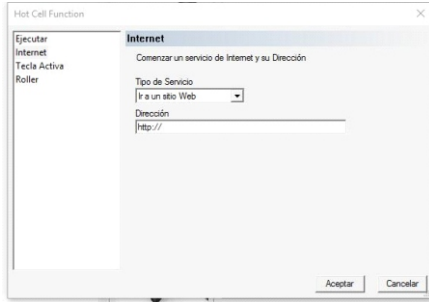 Hot Cell Function
Ejecutar
Internet
Tecla Activa
Roller
Internet
Comenzar un servicio de Internet y su Dirección
Tipo de Servicio
Ir a un sitio Web
Dirección
http://
Aceptar
Cancelar